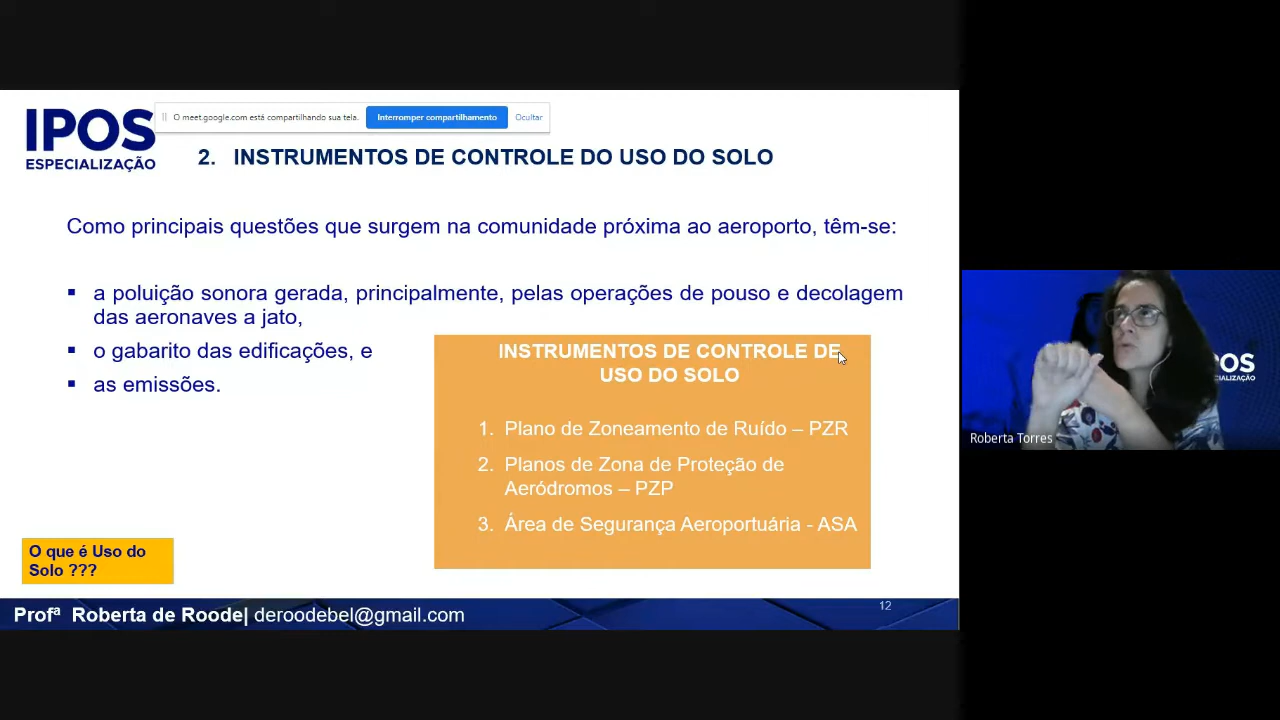 IPOS
ESPECIALIZAÇÃO
O meet.google.com está compartilhando sua tela.
Interromper compartilhamento
Ocultar
2. INSTRUMENTOS DE CONTROLE DO USO DO SOLO
Como principais questões que surgem na comunidade próxima ao aeroporto, têm-se:
▪ a poluição sonora gerada, principalmente, pelas operações de pouso e decolagem
das aeronaves a jato,
▪ o gabarito das edificações, e
▪ as emissões.
INSTRUMENTOS DE CONTROLE DE
USO DO SOLO
1. Plano de Zoneamento de Ruído – PZR
2. Planos de Zona de Proteção de
Aeródromos – PZP
3. Área de Segurança Aeroportuária - ASA
O que é Uso do
Solo ???
Profª Roberta de Roode| deroodebel@gmail.com
12
OS
CIALIZAÇÃO
Roberta Torres